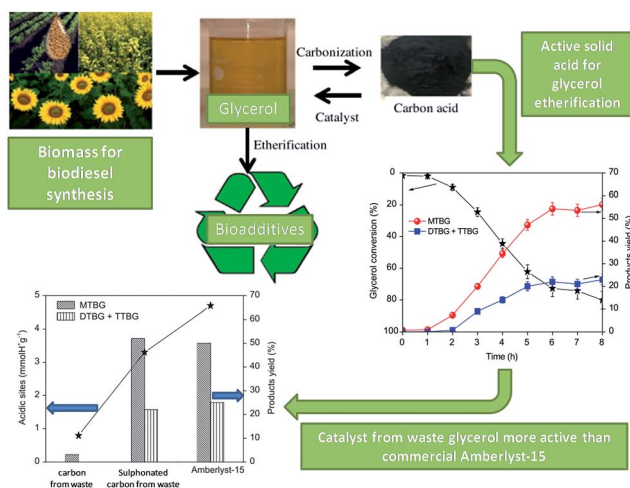 Biomass for
biodiesel
synthesis
Glycerol
Carbonization
Catalyst
Carbon acid
Active solid
acid for
glycerol
etherification
Etherification
Bioadditives
Glycerol conversion (%)
0
20
40
60
80
100
MTBG
DTBG + TTBG
70
60
50
40
30
20
10
0
Products yield (%)
0 1 2 3 4 5 6 7 8
Time (h)
Acidic sites (mmolH⁺g⁻¹)
5
4
3
2
1
0
MTBG
DTBG + TTBG
70
60
50
40
30
20
10
0
Products yield (%)
carbon
from waste
Sulphonated
carbon from waste
Amberlyst-15
Catalyst from waste glycerol more active than
commercial Amberlyst-15